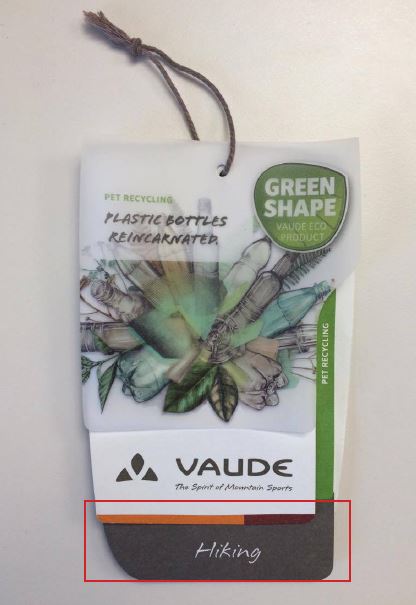 PET RECYCLING
PLASTIC BOTTLES
REINCARNATED.
GREEN
SHAPE
VAUDE ECO
PRODUCT
PET RECYCLING
VAUDE
The Spirit of Mountain Sports
Hiking